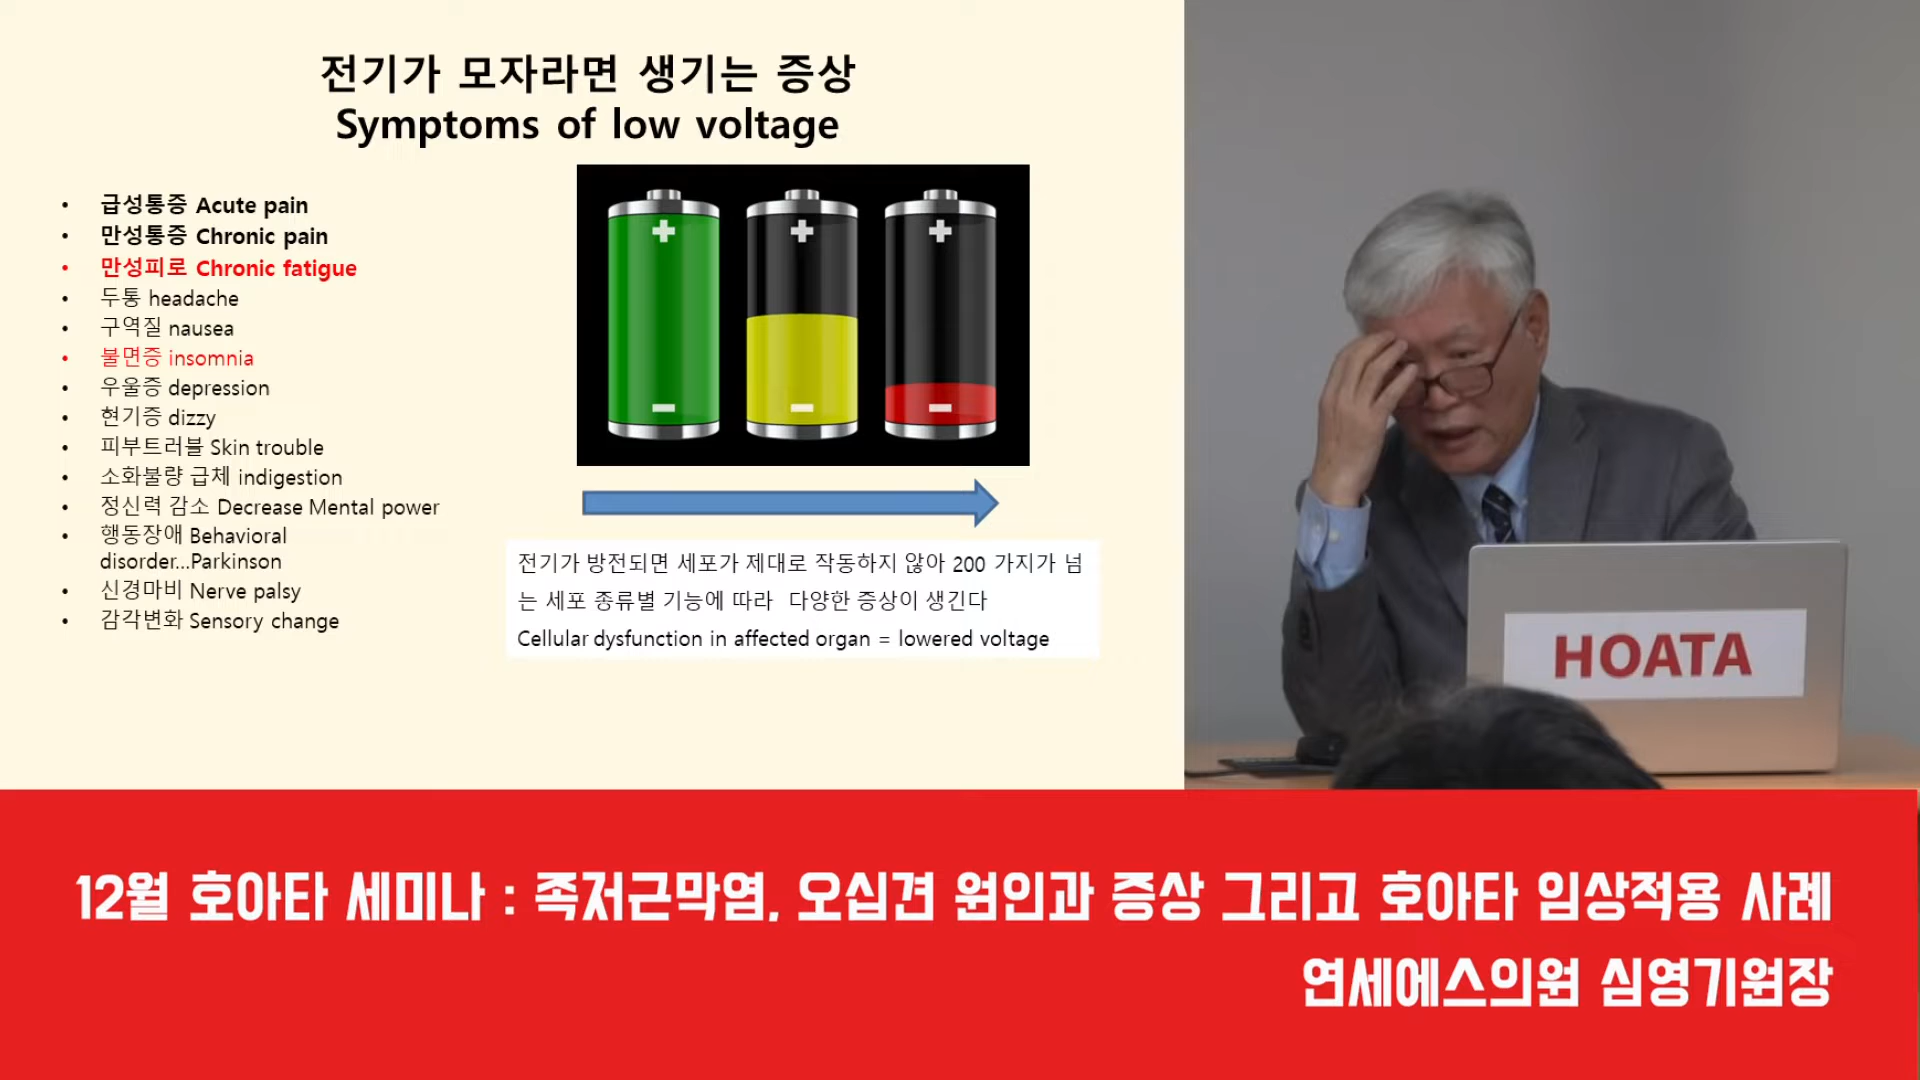 전기가 모자라면 생기는 증상
Symptoms of low voltage
• 급성통증 Acute pain
• 만성통증 Chronic pain
• 만성피로 Chronic fatigue
• 두통 headache
• 구역질 nausea
• 불면증 insomnia
• 우울증 depression
• 현기증 dizzy
• 피부트러블 Skin trouble
• 소화불량 급체 indigestion
• 정신력 감소 Decrease Mental power
• 행동장애 Behavioral
disorder...Parkinson
• 신경마비 Nerve palsy
• 감각변화 Sensory change
전기가 방전되면 세포가 제대로 작동하지 않아 200 가지가 넘
는 세포 종류별 기능에 따라 다양한 증상이 생긴다
Cellular dysfunction in affected organ = lowered voltage
HOATA
12월 호아타 세미나 : 족저근막염, 오십견 원인과 증상 그리고 호아타 임상적용 사례
연세에스의원 심영기원장